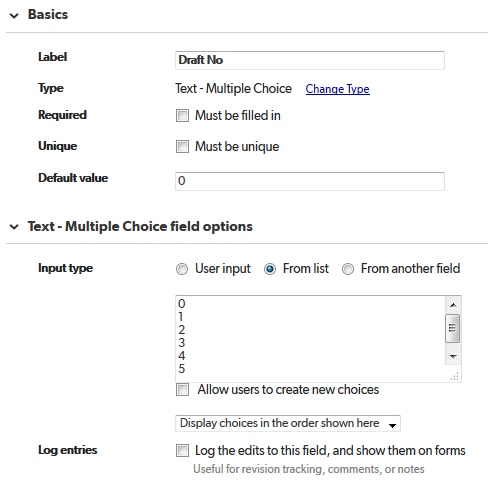 Basics
Label Draft No
Type Text - Multiple Choice Change Type
Required Must be filled in
Unique Must be unique
Default value 0
Text - Multiple Choice field options
Input type User input From list From another field
0
1
2
3
4
5
Allow users to create new choices
Display choices in the order shown here
Log entries Log the edits to this field, and show them on forms
Useful for revision tracking, comments, or notes